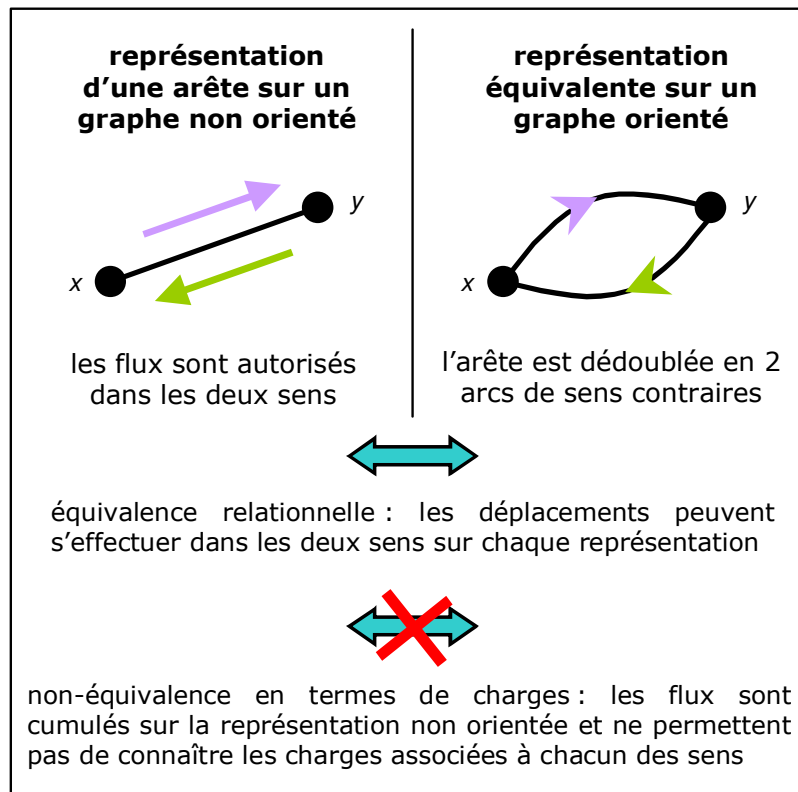 représentation
d'une arête sur un
graphe non orienté
x
y
les flux sont autorisés
dans les deux sens
représentation
équivalente sur un
graphe orienté
x
y
l'arête est dédoublée en 2
arcs de sens contraires
équivalence relationnelle : les déplacements peuvent
s'effectuer dans les deux sens sur chaque représentation
non-équivalence en termes de charges : les flux sont
cumulés sur la représentation non orientée et ne permettent
pas de connaître les charges associées à chacun des sens